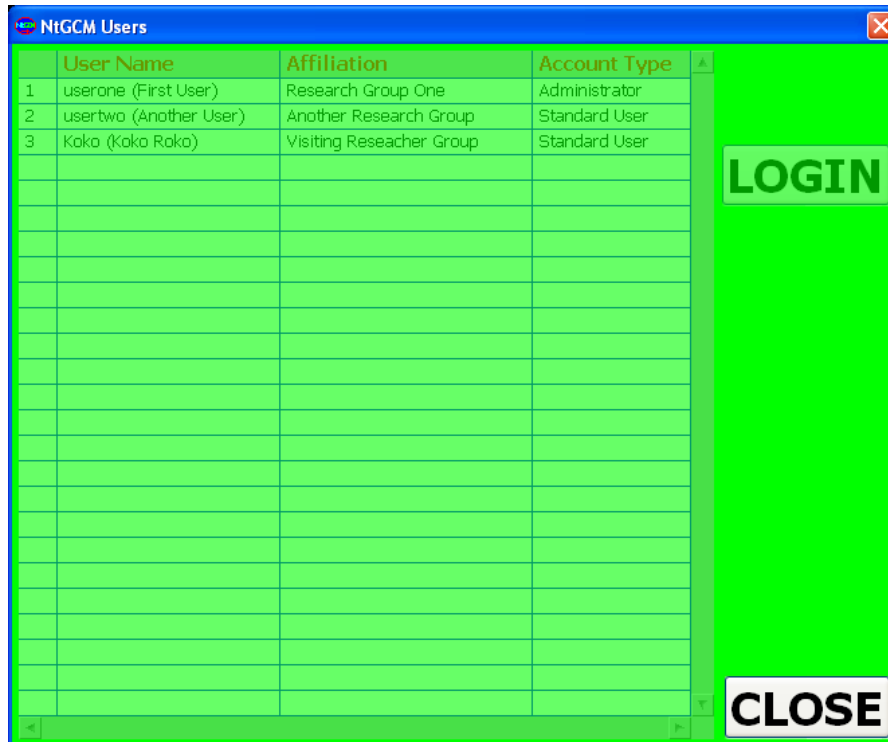 NtGCM Users
User Name Affiliation Account Type
1 userone (First User) Research Group One Administrator
2 usertwo (Another User) Another Research Group Standard User
3 Koko (Koko Roko) Visiting Reseacher Group Standard User
LOGIN
CLOSE